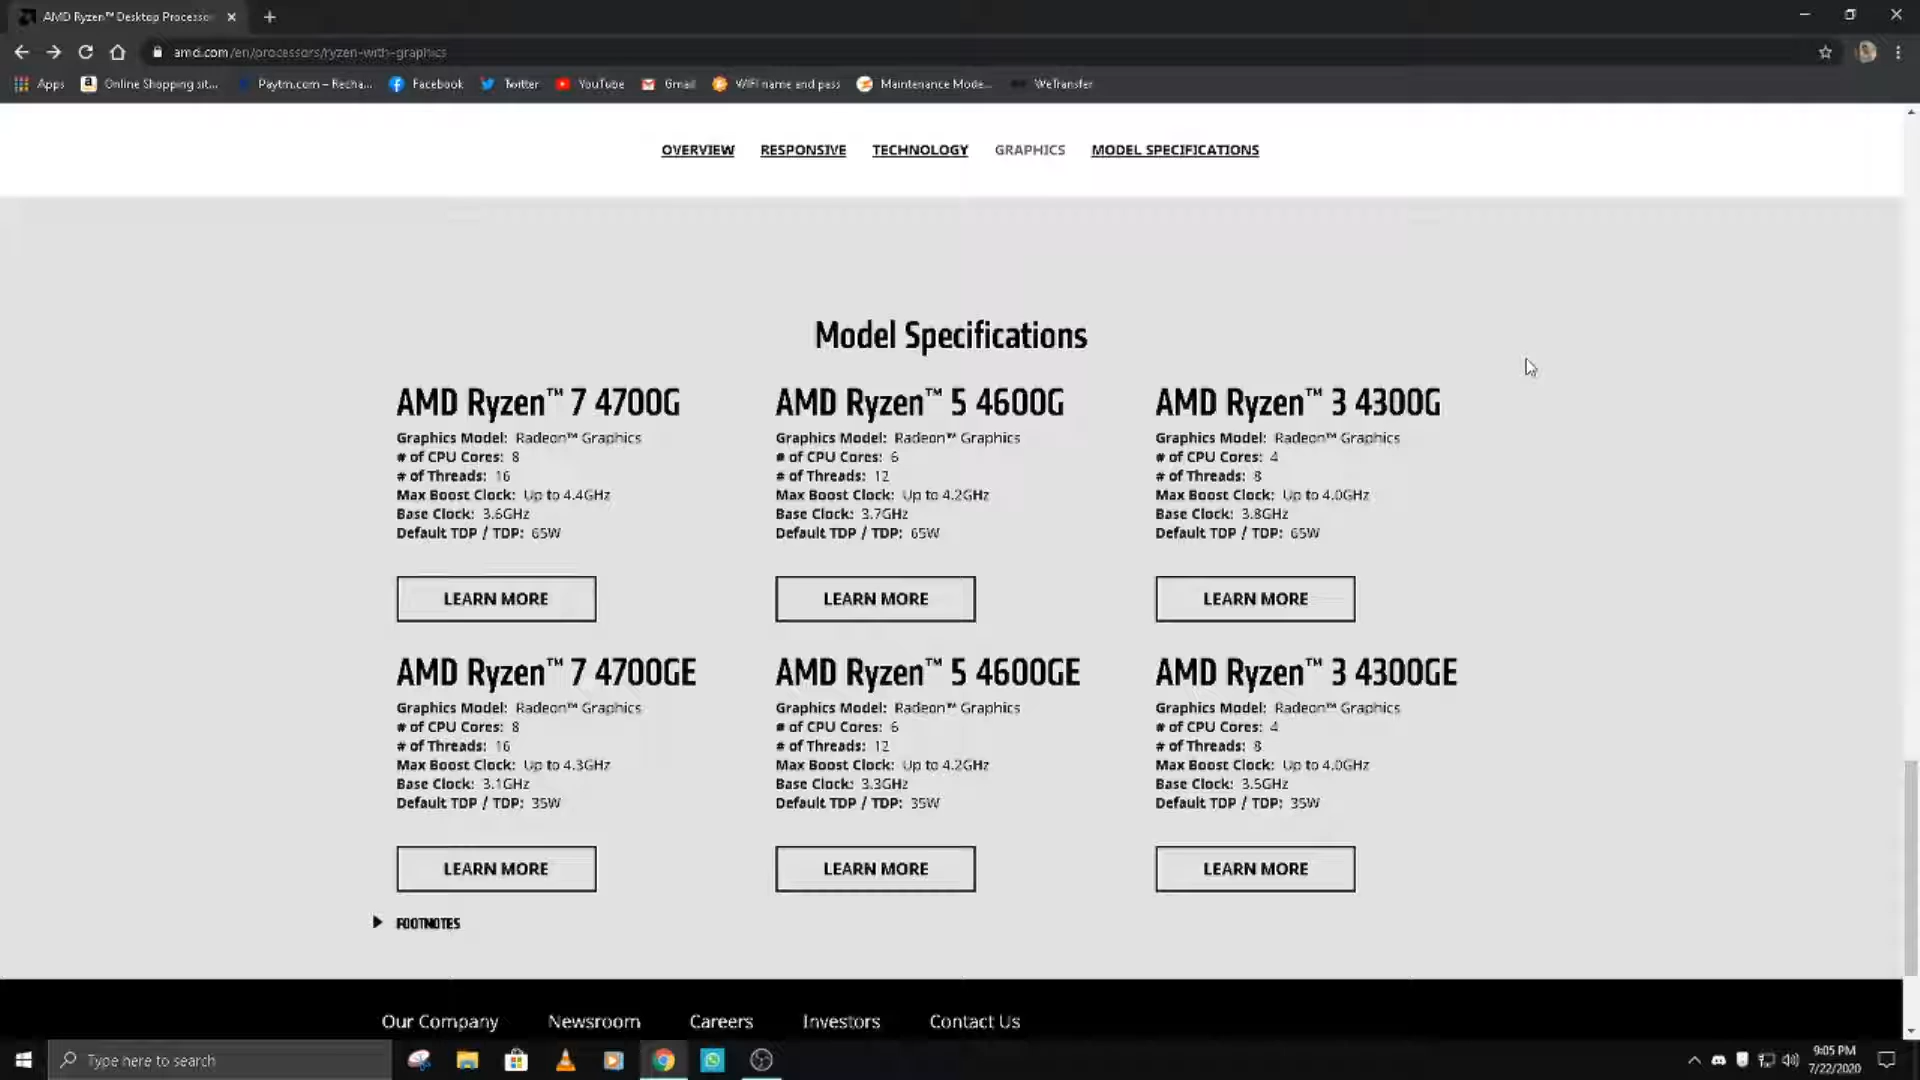 AMD Ryzen™ Desktop Processo
amd.com/en/processors/ryzen-with-graphics
Apps
Online Shopping sit...
Paytm.com – Recha...
Facebook
Twitter
YouTube
Gmail
WiFi name and pass
Maintenance Mode...
WeTransfer
OVERVIEW RESPONSIVE TECHNOLOGY GRAPHICS MODEL SPECIFICATIONS
Model Specifications
AMD Ryzen™ 7 4700G
Graphics Model: Radeon™ Graphics
# of CPU Cores: 8
# of Threads: 16
Max Boost Clock: Up to 4.4GHz
Base Clock: 3.6GHz
Default TDP / TDP: 65W
LEARN MORE
AMD Ryzen™ 5 4600G
Graphics Model: Radeon™ Graphics
# of CPU Cores: 6
# of Threads: 12
Max Boost Clock: Up to 4.2GHz
Base Clock: 3.7GHz
Default TDP / TDP: 65W
LEARN MORE
AMD Ryzen™ 3 4300G
Graphics Model: Radeon™ Graphics
# of CPU Cores: 4
# of Threads: 8
Max Boost Clock: Up to 4.0GHz
Base Clock: 3.8GHz
Default TDP / TDP: 65W
LEARN MORE
AMD Ryzen™ 7 4700GE
Graphics Model: Radeon™ Graphics
# of CPU Cores: 8
# of Threads: 16
Max Boost Clock: Up to 4.3GHz
Base Clock: 3.1GHz
Default TDP / TDP: 35W
LEARN MORE
AMD Ryzen™ 5 4600GE
Graphics Model: Radeon™ Graphics
# of CPU Cores: 6
# of Threads: 12
Max Boost Clock: Up to 4.2GHz
Base Clock: 3.3GHz
Default TDP / TDP: 35W
LEARN MORE
AMD Ryzen™ 3 4300GE
Graphics Model: Radeon™ Graphics
# of CPU Cores: 4
# of Threads: 8
Max Boost Clock: Up to 4.0GHz
Base Clock: 3.5GHz
Default TDP / TDP: 35W
LEARN MORE
FOOTNOTES
Our Company Newsroom Careers Investors Contact Us
Type here to search
9:05 PM
7/22/2020